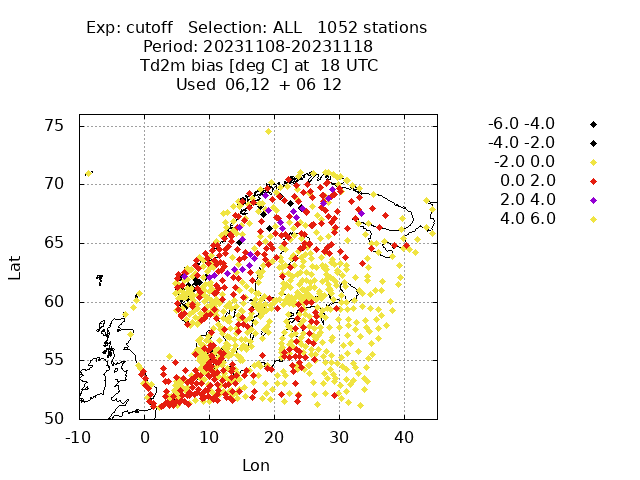 Exp: cutoff   Selection: ALL   1052 stations
Period: 20231108-20231118
Td2m bias [deg C] at  18 UTC
Used  06,12  + 06 12
-6.0 -4.0
-4.0 -2.0
-2.0 0.0
0.0 2.0
2.0 4.0
4.0 6.0
75
70
65
60
55
50
Lat
-10 0 10 20 30 40
Lon